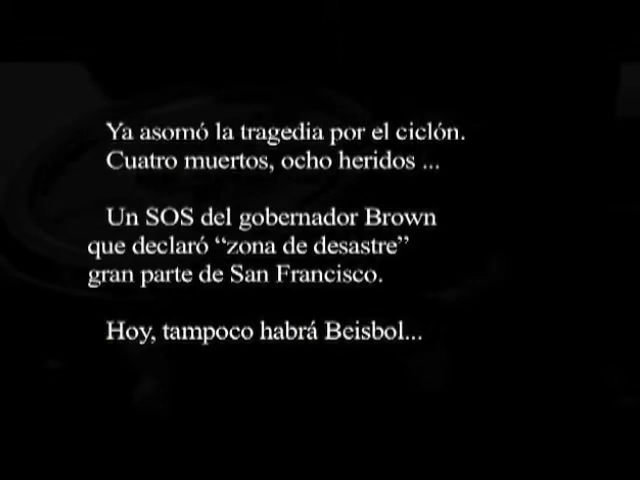 Ya asomó la tragedia por el ciclón.
Cuatro muertos, ocho heridos ...
Un SOS del gobernador Brown
que declaró “zona de desastre”
gran parte de San Francisco.
Hoy, tampoco habrá Beisbol...